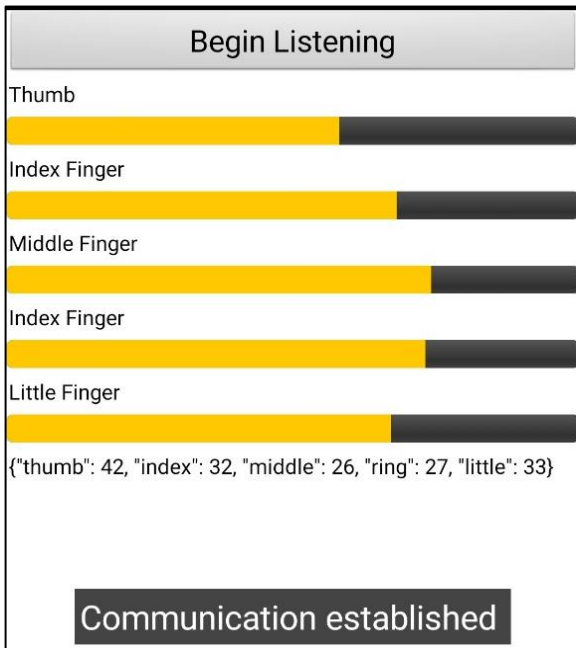 Begin Listening
Thumb
Index Finger
Middle Finger
Index Finger
Little Finger
{"thumb": 42, "index": 32, "middle": 26, "ring": 27, "little": 33}
Communication established